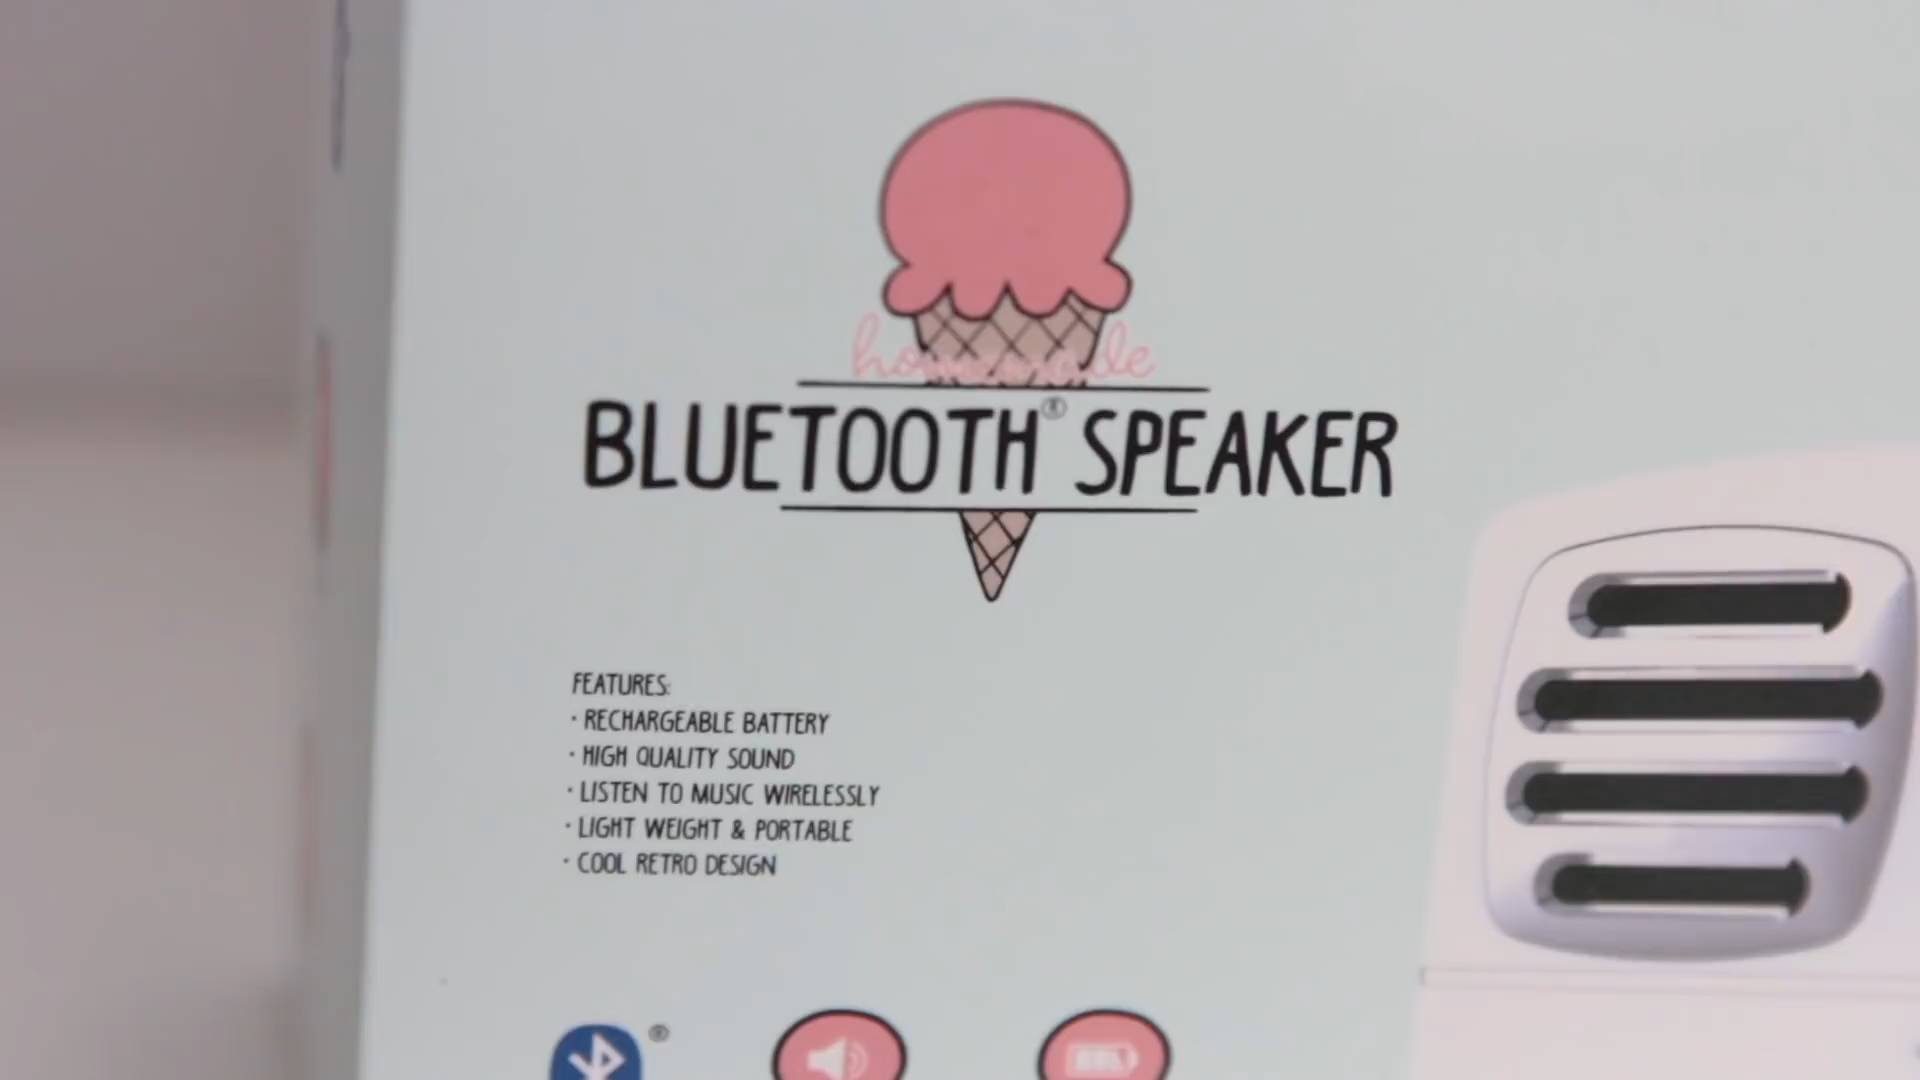 homemade
BLUETOOTH® SPEAKER
FEATURES:
· RECHARGEABLE BATTERY
· HIGH QUALITY SOUND
· LISTEN TO MUSIC WIRELESSLY
· LIGHT WEIGHT & PORTABLE
· COOL RETRO DESIGN
®